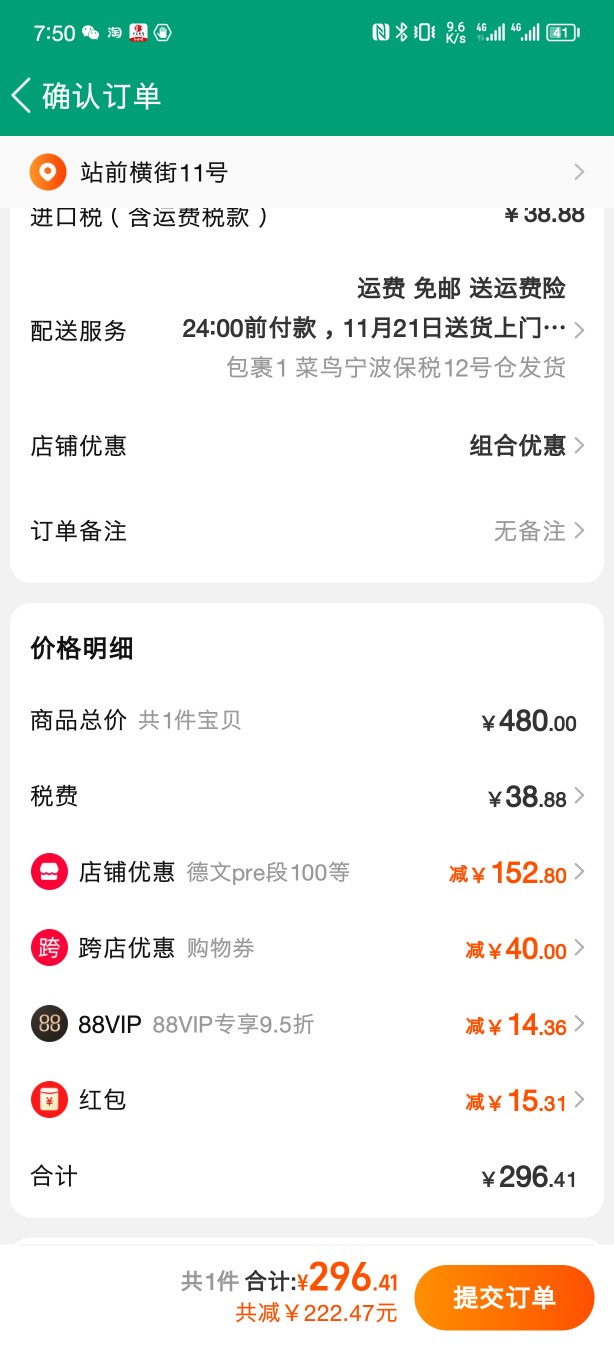 7:50 淘 9.6 K/s 4G 4G 41
确认订单
站前横街11号
进口税（含运费税款） ￥38.88
运费 免邮 送运费险
配送服务 24:00前付款，11月21日送货上门···
包裹1 菜鸟宁波保税12号仓发货
店铺优惠 组合优惠
订单备注 无备注
价格明细
商品总价 共1件宝贝 ￥480.00
税费 ￥38.88
店铺优惠 德文pre段100等 减￥152.80
跨 跨店优惠 购物券 减￥40.00
88 88VIP 88VIP专享9.5折 减￥14.36
￥ 红包 减￥15.31
合计 ￥296.41
共1件 合计:￥296.41
共减￥222.47元
提交订单